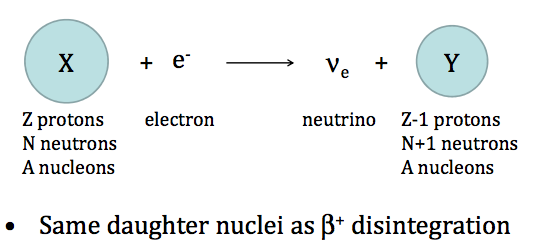 X + e⁻ ⟶ νₑ + Y
Z protons electron neutrino Z-1 protons
N neutrons N+1 neutrons
A nucleons A nucleons
• Same daughter nuclei as β⁺ disintegration